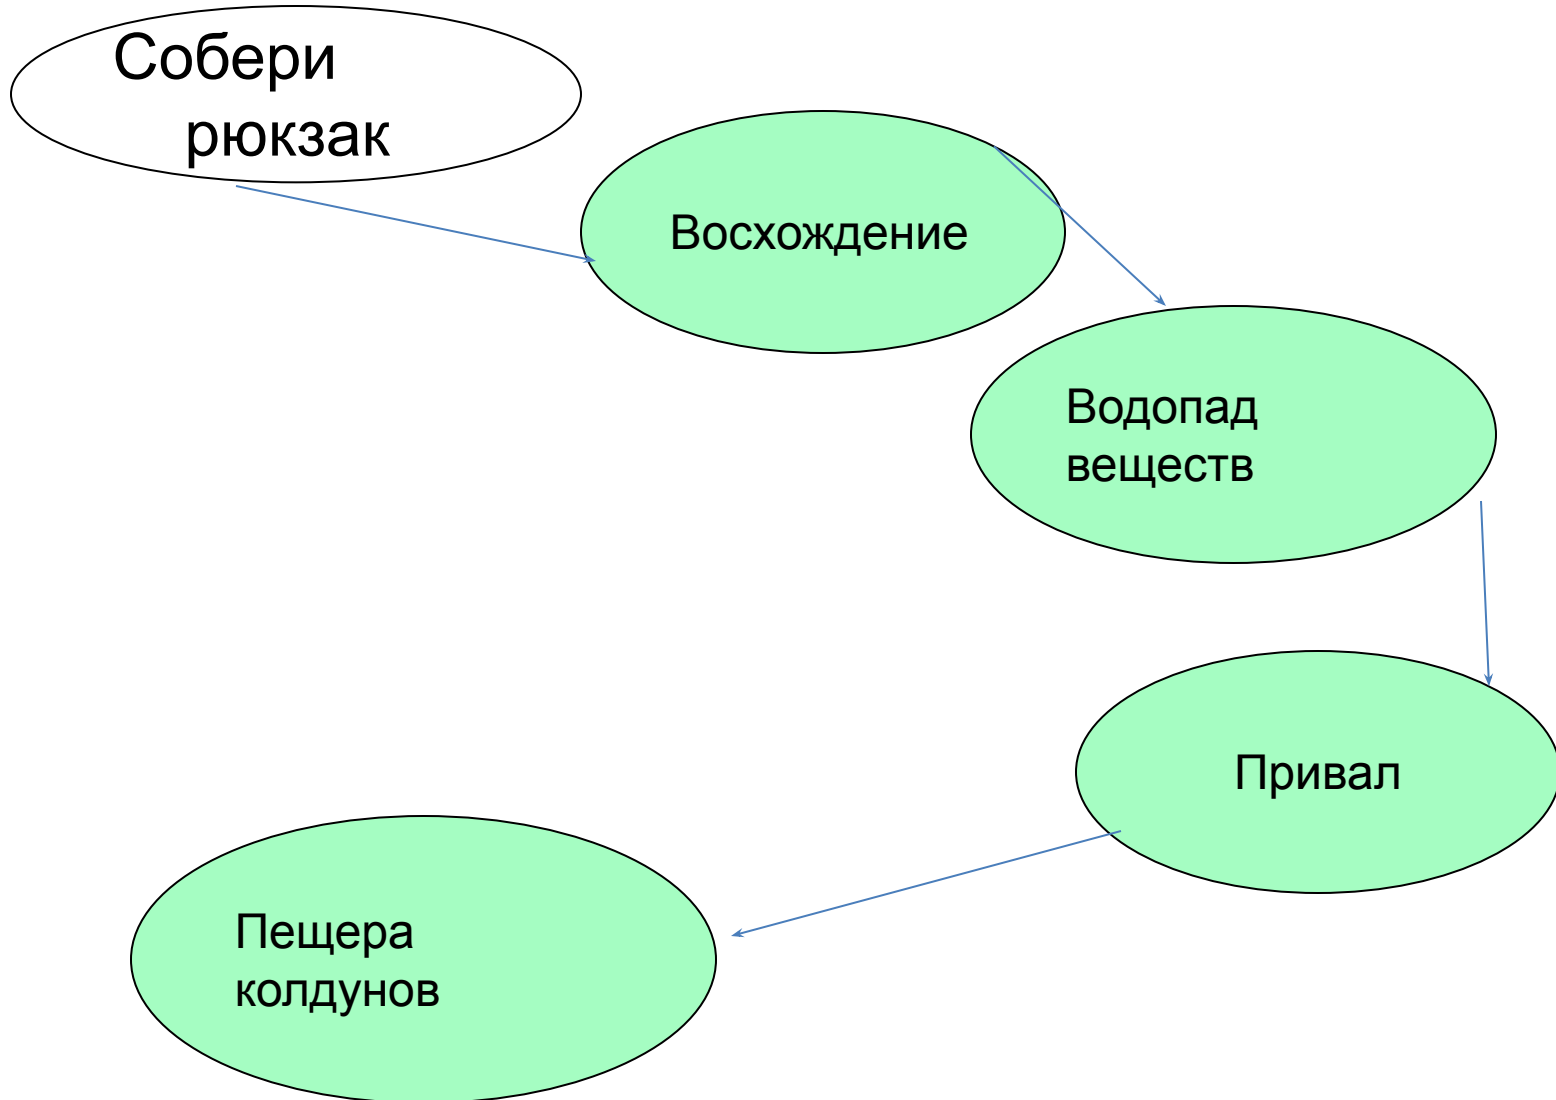 Собери
рюкзак
Восхождение
Водопад
веществ
Привал
Пещера
колдунов